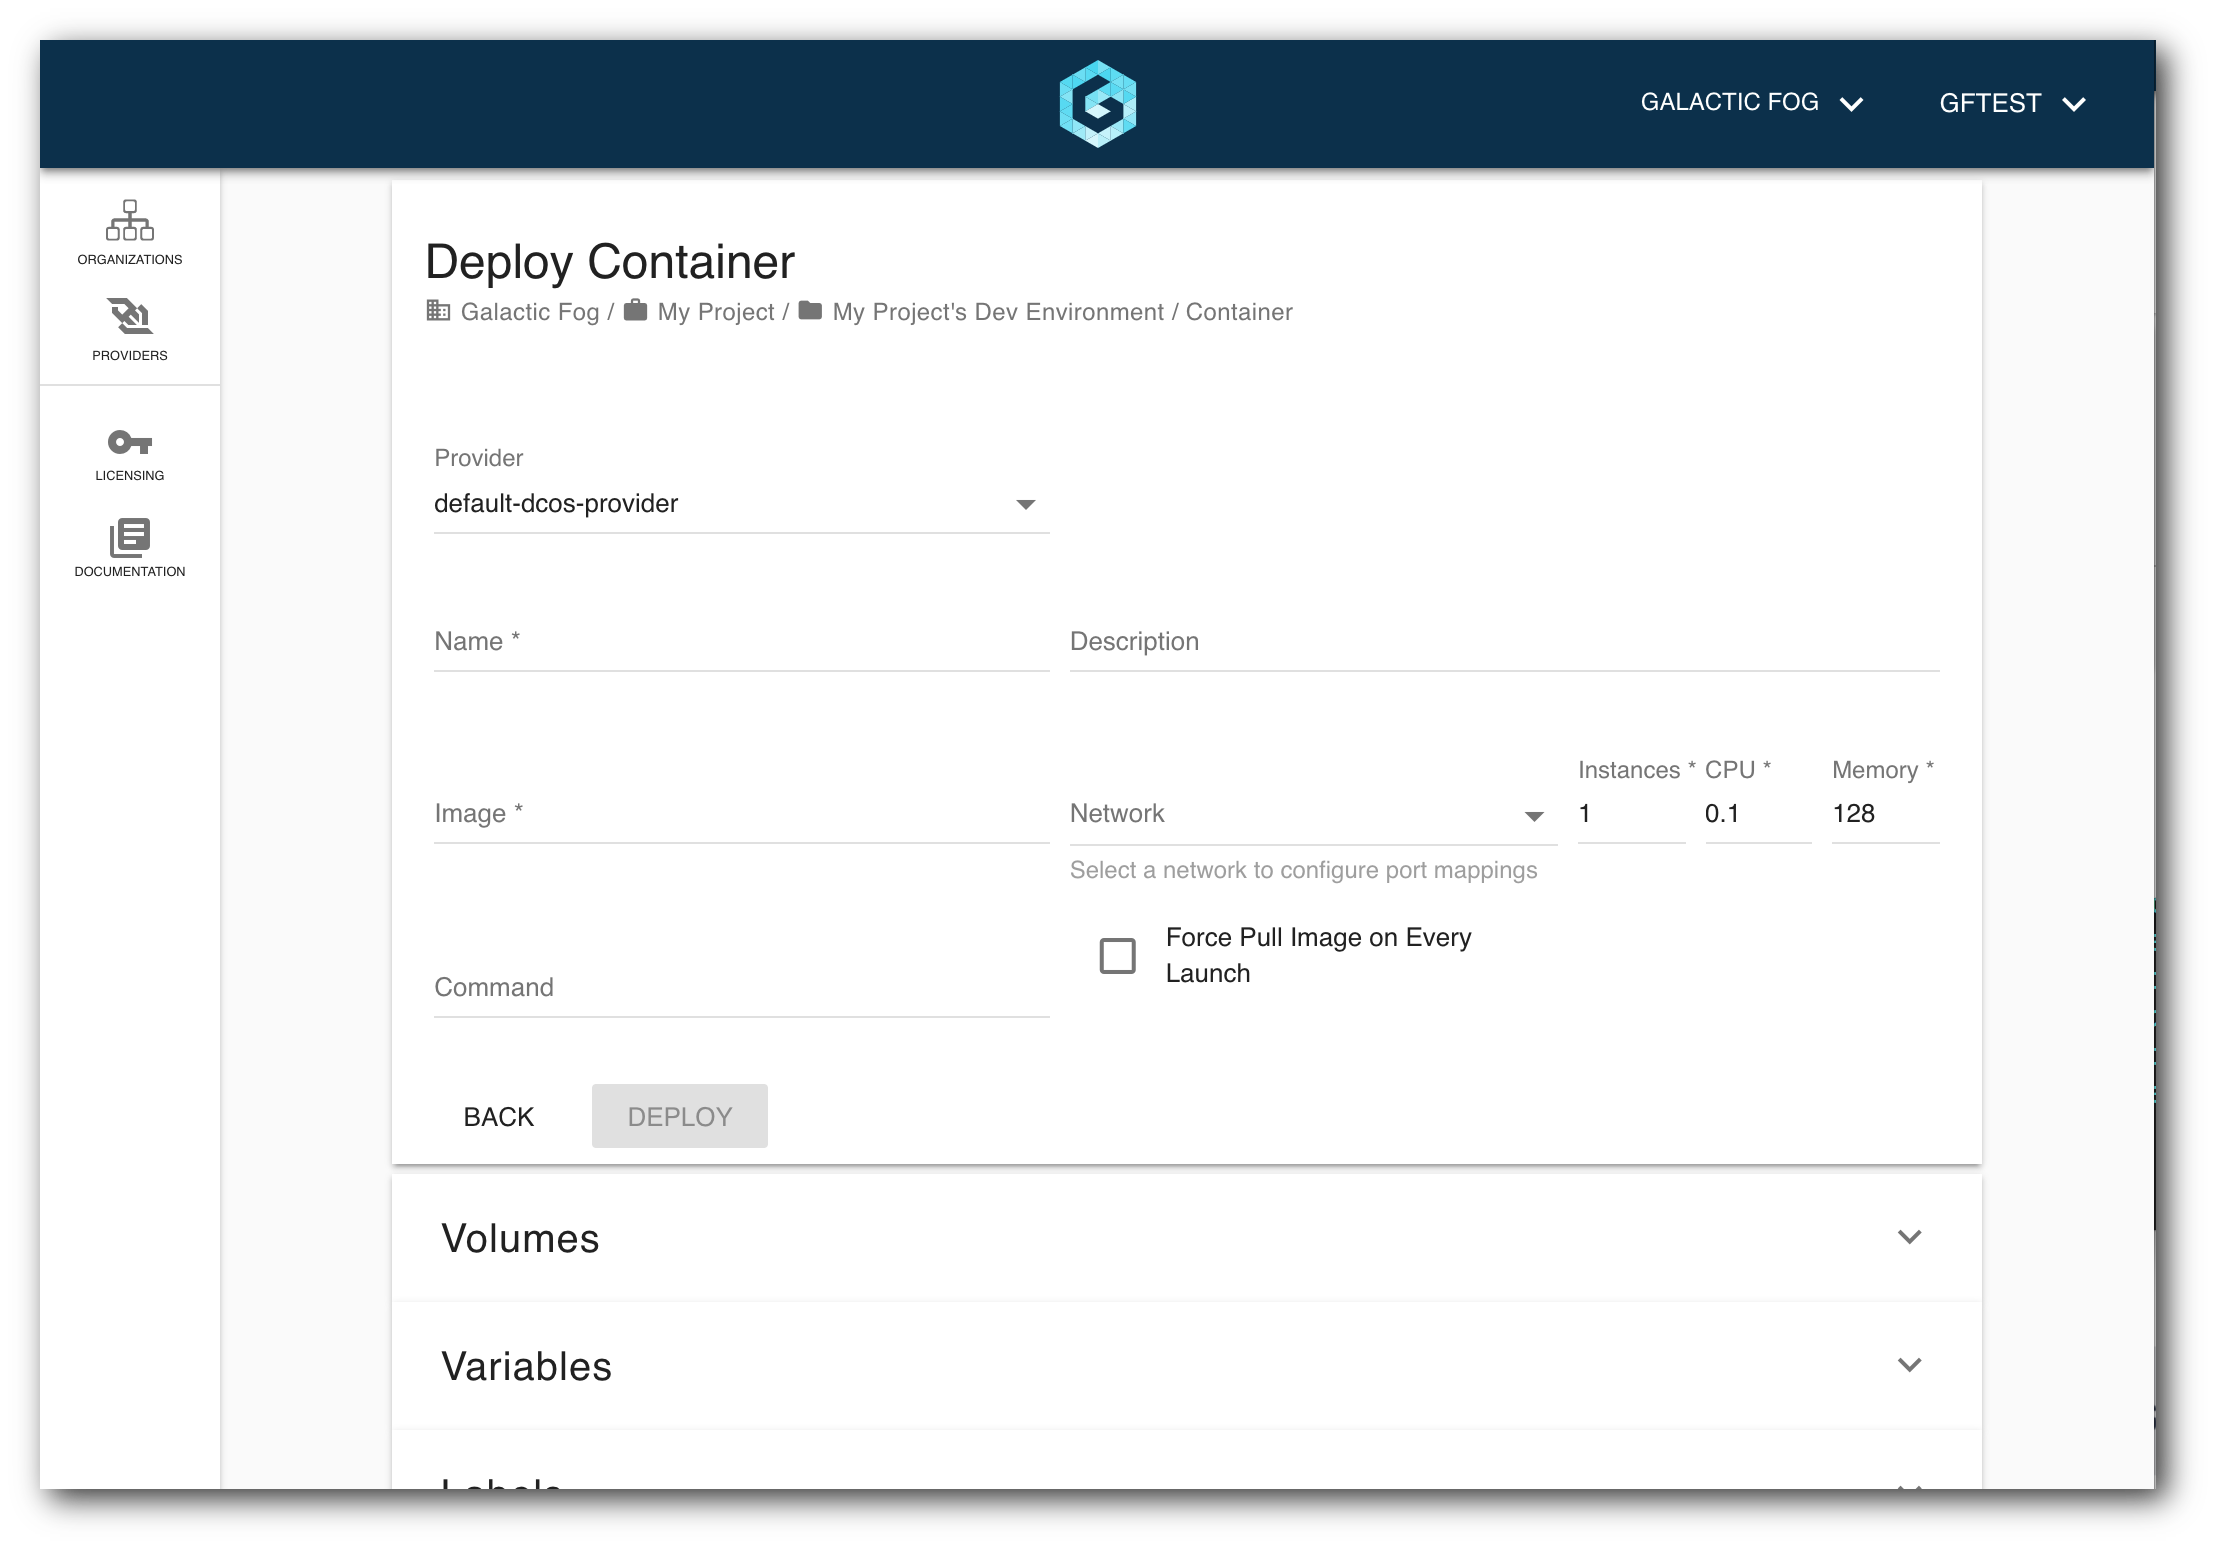 GALACTIC FOG
GFTEST
ORGANIZATIONS
PROVIDERS
LICENSING
DOCUMENTATION
Deploy Container
Galactic Fog / My Project / My Project's Dev Environment / Container
Provider
default-dcos-provider
Name *
Description
Image *
Network
Select a network to configure port mappings
Instances *
1
CPU *
0.1
Memory *
128
Command
Force Pull Image on Every
Launch
BACK
DEPLOY
Volumes
Variables
Labels